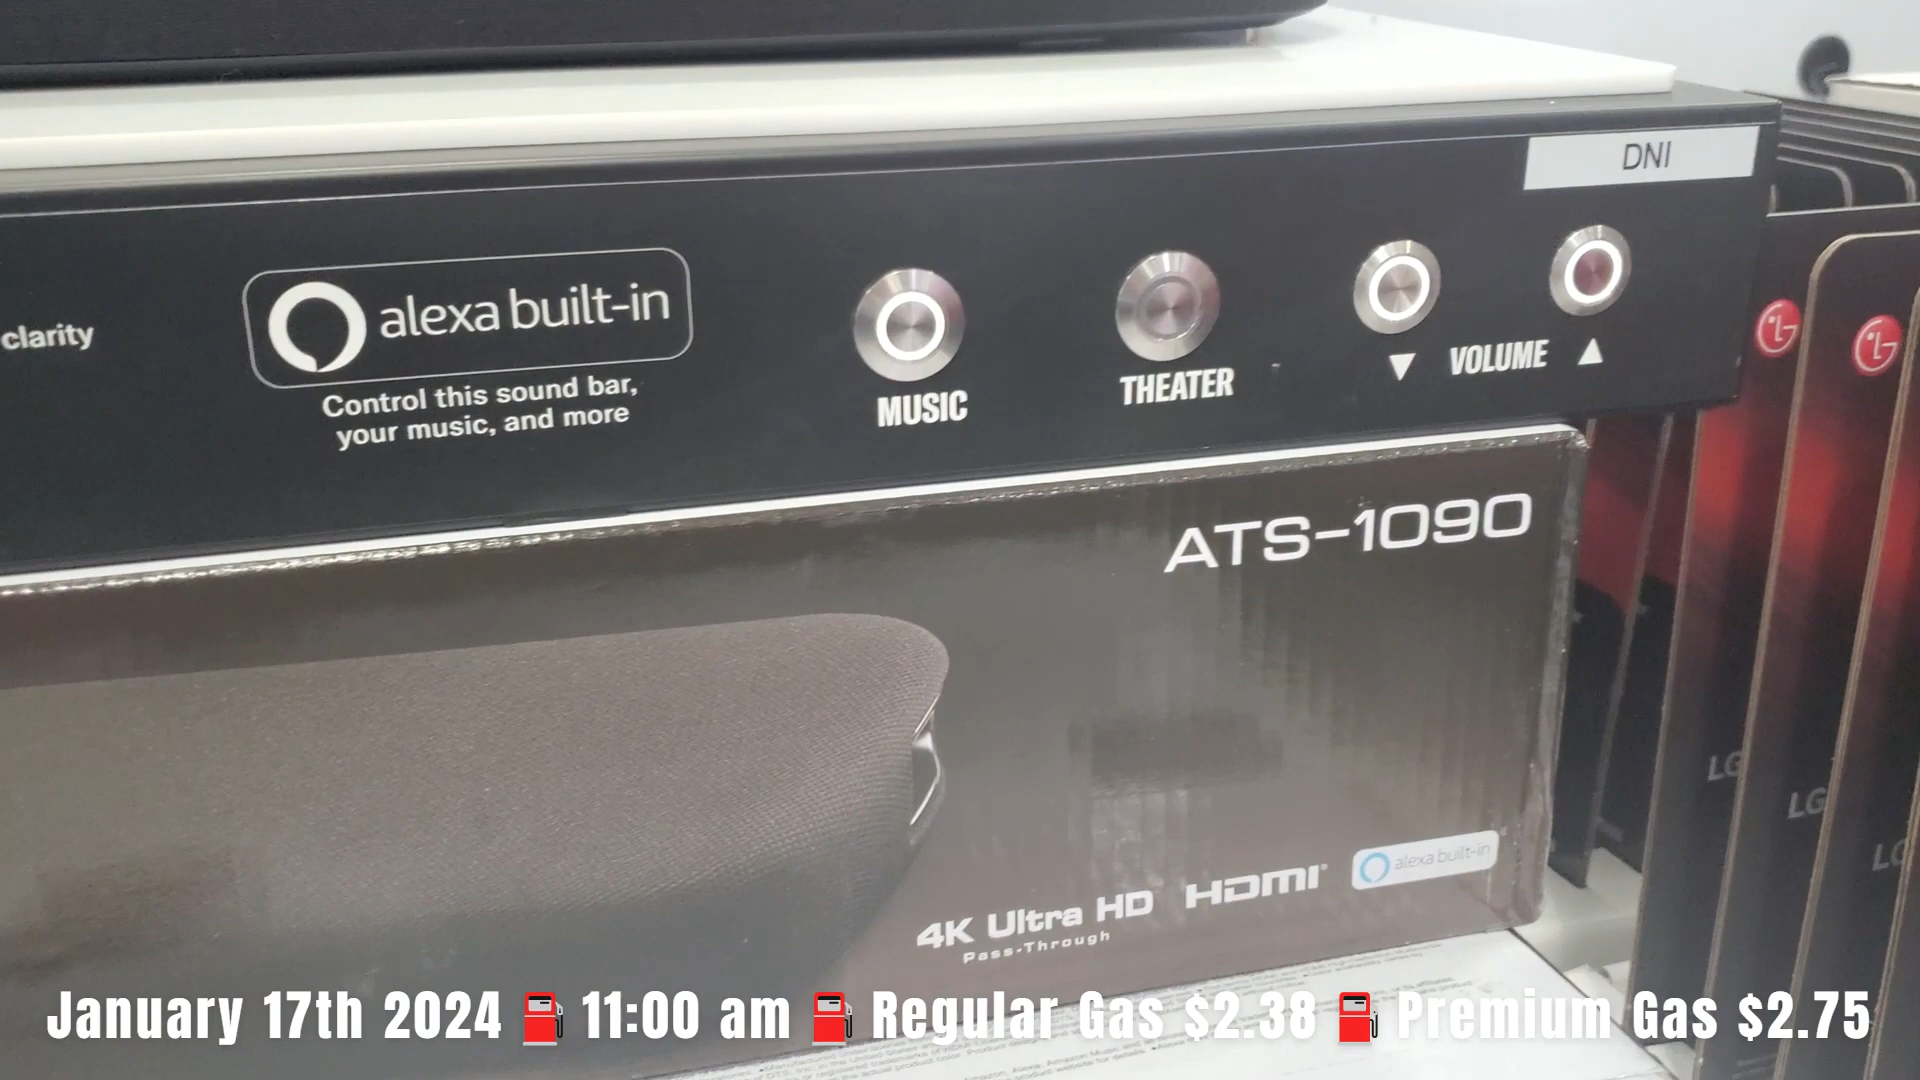 DNI
clarity
alexa built-in
Control this sound bar,
your music, and more
MUSIC
THEATER
▼ VOLUME ▲
ATS-1090
4K Ultra HD
Pass-Through
HDMI
alexa built-in
LG
LG
LG
January 17th 2024 ⛽ 11:00 am ⛽ Regular Gas $2.38 ⛽ Premium Gas $2.75